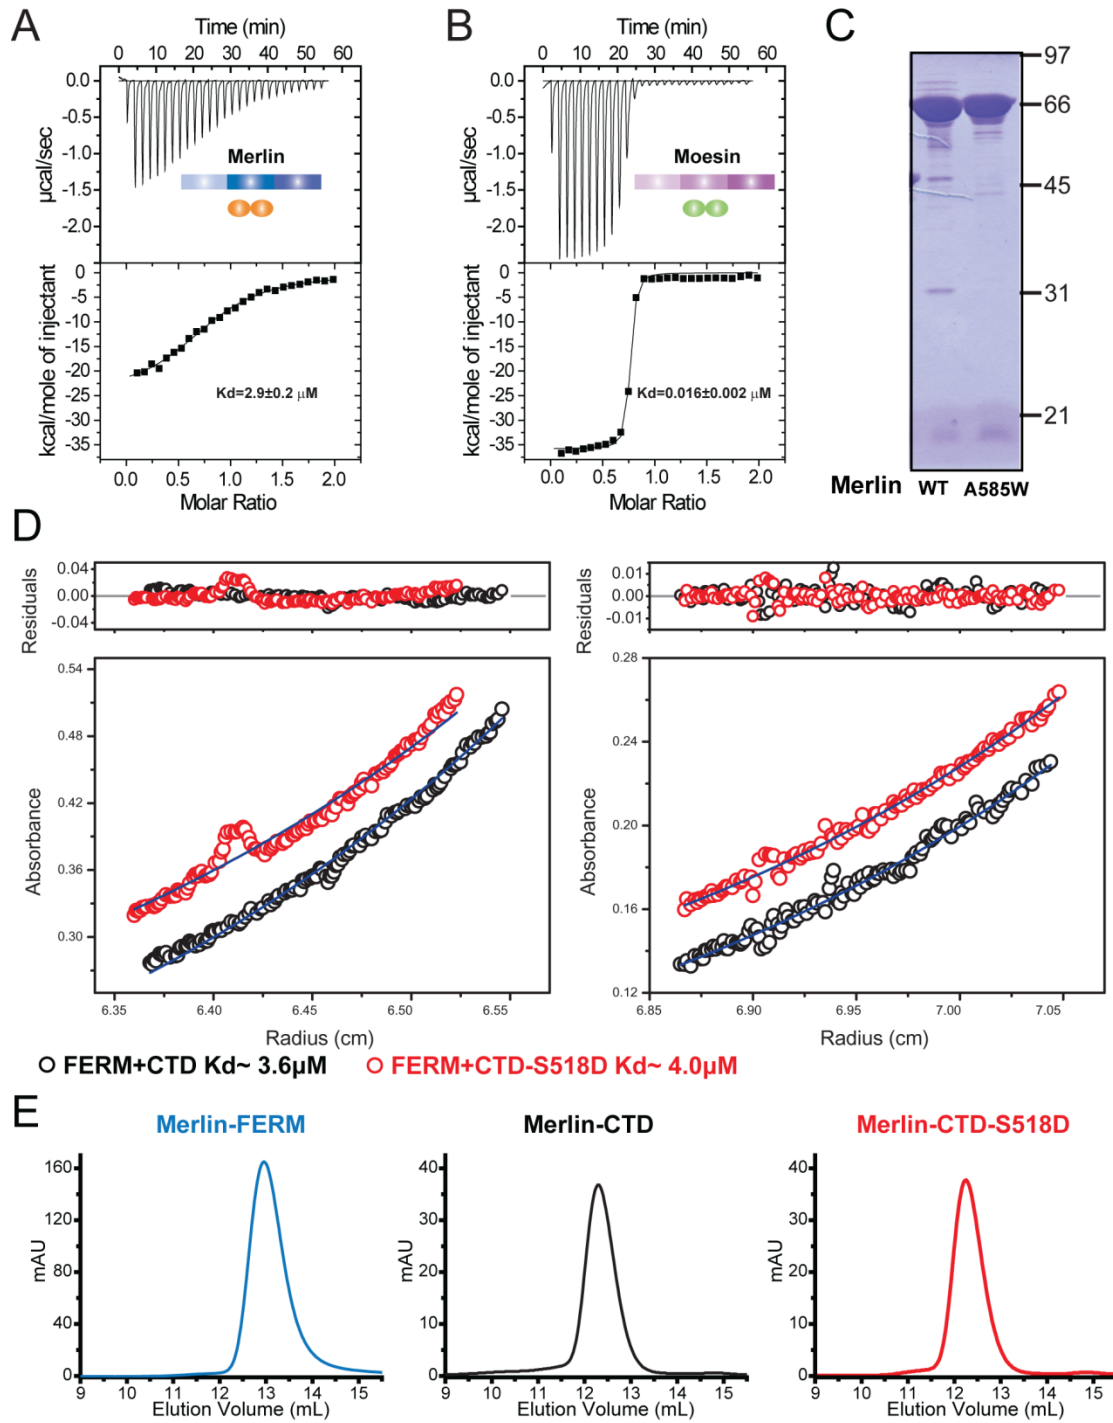 A
Time (min)
0 10 20 30 40 50 60
0.0
-0.5
-1.0
-1.5
-2.0
µcal/sec
Merlin
0
-5
-10
-15
-20
-25
-30
-35
kcal/mole of injectant
Kd=2.9±0.2 µM
0.0 0.5 1.0 1.5 2.0
Molar Ratio
B
Time (min)
0 10 20 30 40 50 60
0.0
-0.5
-1.0
-1.5
-2.0
µcal/sec
Moesin
0
-5
-10
-15
-20
-25
-30
-35
kcal/mole of injectant
Kd=0.016±0.002 µM
0.0 0.5 1.0 1.5 2.0
Molar Ratio
C
97
66
45
31
21
Merlin WT A585W
D
0.04
0.00
-0.04
Residuals
0.54
0.48
0.42
0.36
0.30
Absorbance
6.35 6.40 6.45 6.50 6.55
Radius (cm)
0.01
0.00
-0.01
Residuals
0.28
0.24
0.20
0.16
0.12
Absorbance
6.85 6.90 6.95 7.00 7.05
Radius (cm)
FERM+CTD Kd~ 3.6µM
FERM+CTD-S518D Kd~ 4.0µM
E
Merlin-FERM
160
120
80
40
0
mAU
9 10 11 12 13 14 15
Elution Volume (mL)
Merlin-CTD
40
30
20
10
0
mAU
9 10 11 12 13 14 15
Elution Volume (mL)
Merlin-CTD-S518D
40
30
20
10
0
mAU
9 10 11 12 13 14 15
Elution Volume (mL)